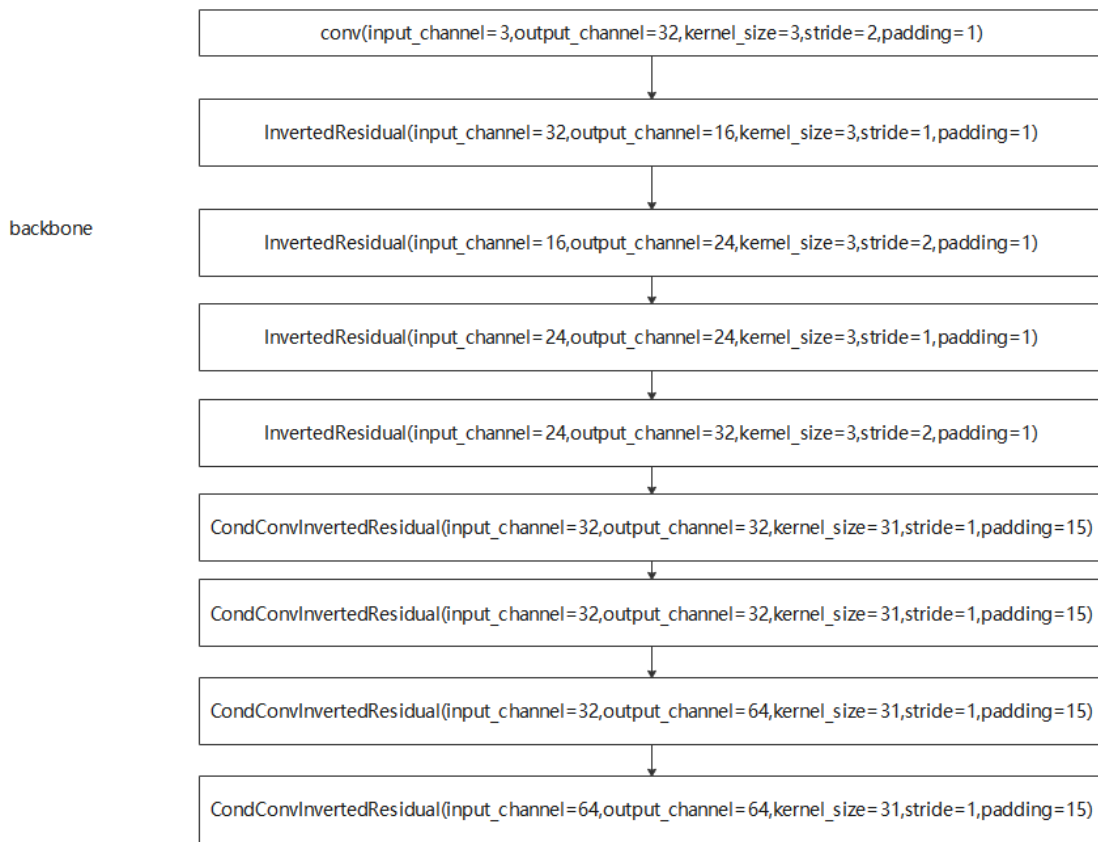 conv(input_channel=3,output_channel=32,kernel_size=3,stride=2,padding=1)
InvertedResidual(input_channel=32,output_channel=16,kernel_size=3,stride=1,padding=1)
backbone
InvertedResidual(input_channel=16,output_channel=24,kernel_size=3,stride=2,padding=1)
InvertedResidual(input_channel=24,output_channel=24,kernel_size=3,stride=1,padding=1)
InvertedResidual(input_channel=24,output_channel=32,kernel_size=3,stride=2,padding=1)
CondConvInvertedResidual(input_channel=32,output_channel=32,kernel_size=31,stride=1,padding=15)
CondConvInvertedResidual(input_channel=32,output_channel=32,kernel_size=31,stride=1,padding=15)
CondConvInvertedResidual(input_channel=32,output_channel=64,kernel_size=31,stride=1,padding=15)
CondConvInvertedResidual(input_channel=64,output_channel=64,kernel_size=31,stride=1,padding=15)